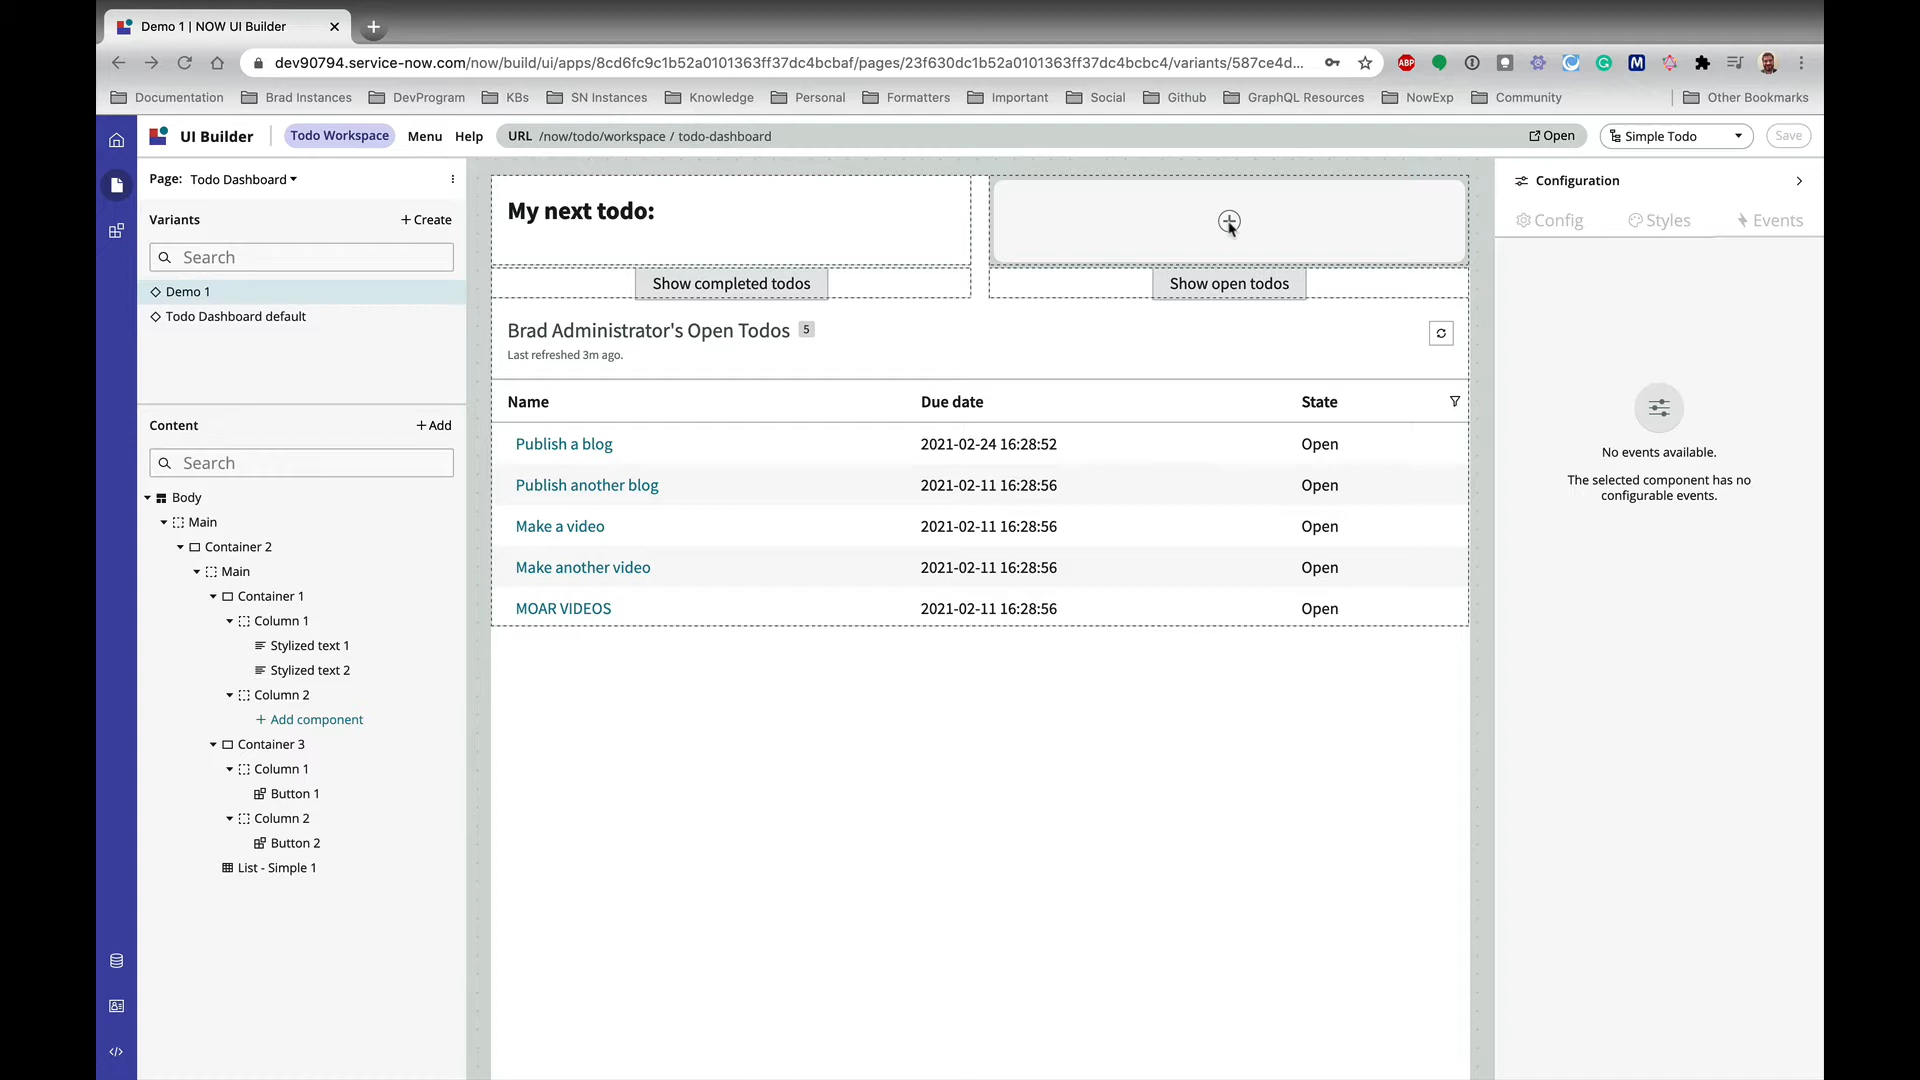 Demo 1 | NOW UI Builder
dev90794.service-now.com/now/build/ui/apps/8cd6fc9c1b52a0101363ff37dc4bcbaf/pages/23f630dc1b52a0101363ff37dc4bcbc4/variants/587ce4d...
ABP
M
Documentation Brad Instances DevProgram KBs SN Instances Knowledge Personal Formatters Important Social Github GraphQL Resources NowExp Community Other Bookmarks
UI Builder Todo Workspace Menu Help URL /now/todo/workspace / todo-dashboard Open Simple Todo Save
Page: Todo Dashboard
Variants + Create
Search
Demo 1
Todo Dashboard default
Content + Add
Search
Body
Main
Container 2
Main
Container 1
Column 1
Stylized text 1
Stylized text 2
Column 2
+ Add component
Container 3
Column 1
Button 1
Column 2
Button 2
List - Simple 1
My next todo:
Show completed todos Show open todos
Brad Administrator's Open Todos 5
Last refreshed 3m ago.
Name Due date State
Publish a blog 2021-02-24 16:28:52 Open
Publish another blog 2021-02-11 16:28:56 Open
Make a video 2021-02-11 16:28:56 Open
Make another video 2021-02-11 16:28:56 Open
MOAR VIDEOS 2021-02-11 16:28:56 Open
Configuration
Config Styles Events
No events available.
The selected component has no
configurable events.